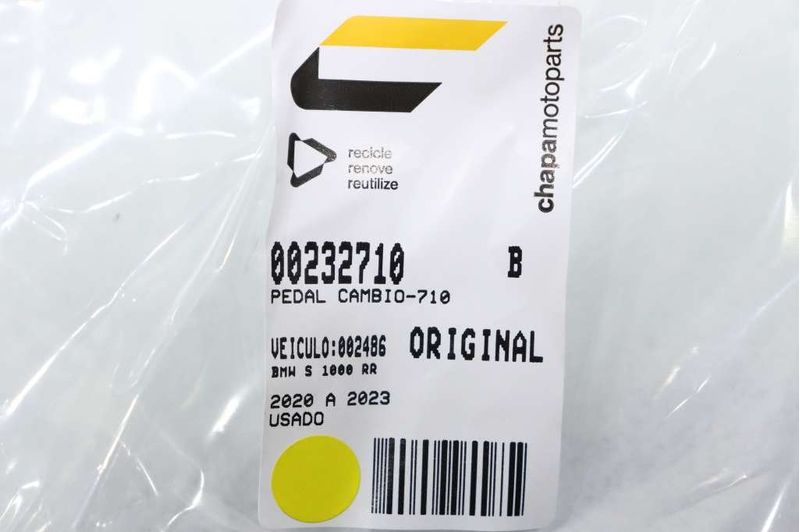 chapamotoparts
recicle
renove
reutilize
00232710 B
PEDAL CAMBIO-710
VEICULO:002486 ORIGINAL
BMW S 1000 RR
2020 A 2023
USADO